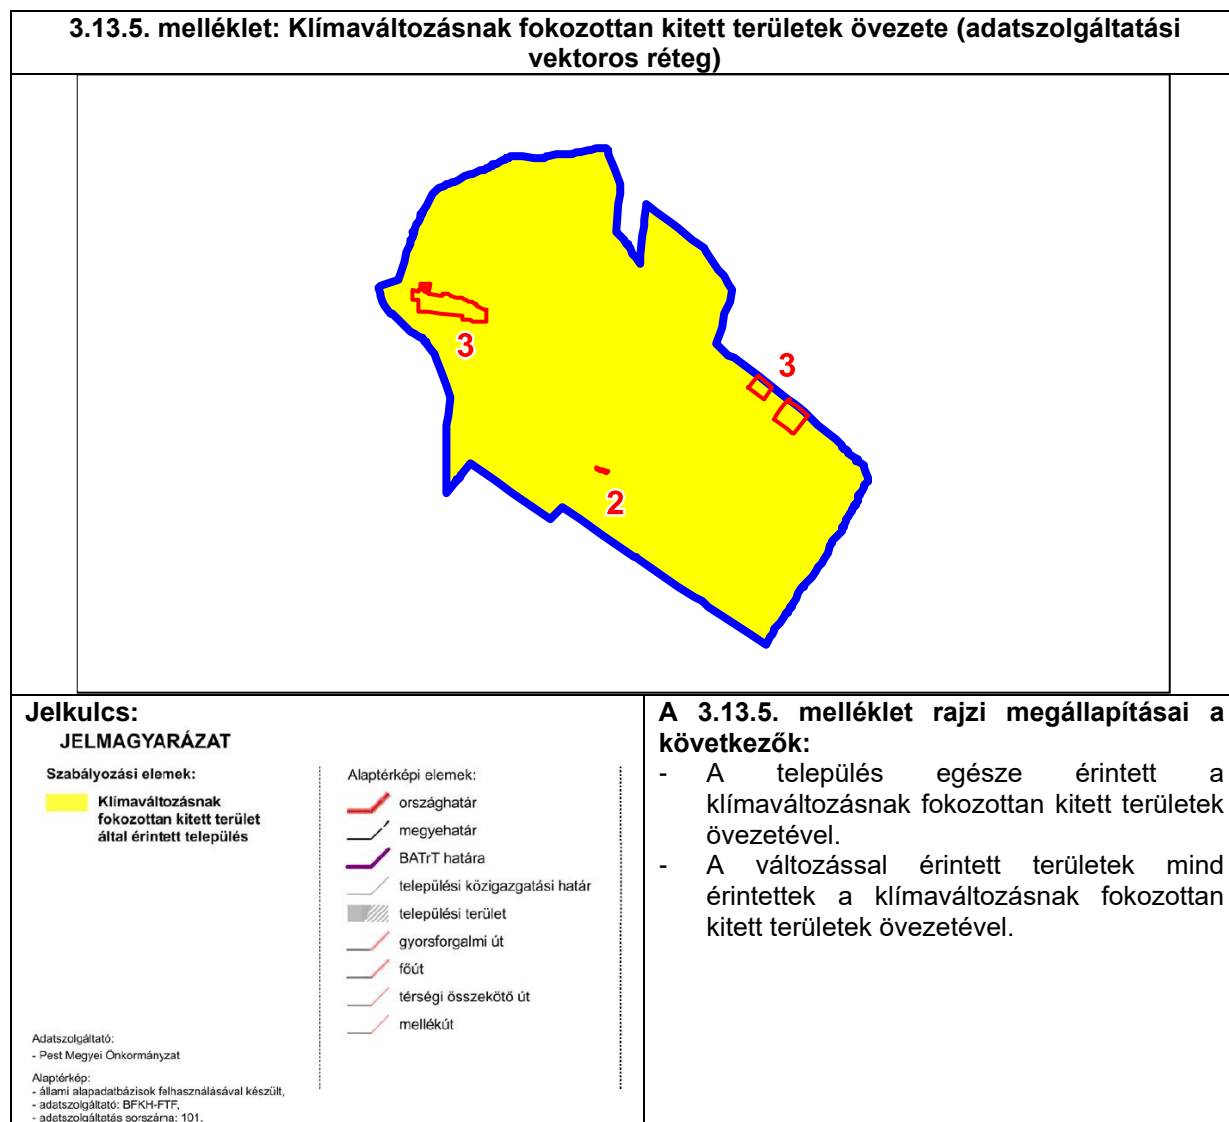 3.13.5. melléklet: Klímaváltozásnak fokozottan kitett területek övezete (adatszolgáltatási
vektoros réteg)
3
3
2
Jelkulcs:
JELMAGYARÁZAT
Szabályozási elemek:
Klímaváltozásnak
fokozottan kitett terület
által érintett település
Adatszolgáltató:
- Pest Megyei Önkormányzat
Alaptérkép:
- állami alapadatbázisok felhasználásával készült,
- adatszolgáltató: BFKH-FTF,
- adatszolgáltatás sorszáma: 101.
Alaptérképi elemek:
országhatár
megyehatár
BATrT határa
települési közigazgatási határ
települési terület
gyorsforgalmi út
főút
térségi összekötő út
mellékút
A 3.13.5. melléklet rajzi megállapításai a
következők:
- A település egésze érintett a
klímaváltozásnak fokozottan kitett területek
övezetével.
- A változással érintett területek mind
érintettek a klímaváltozásnak fokozottan
kitett területek övezetével.